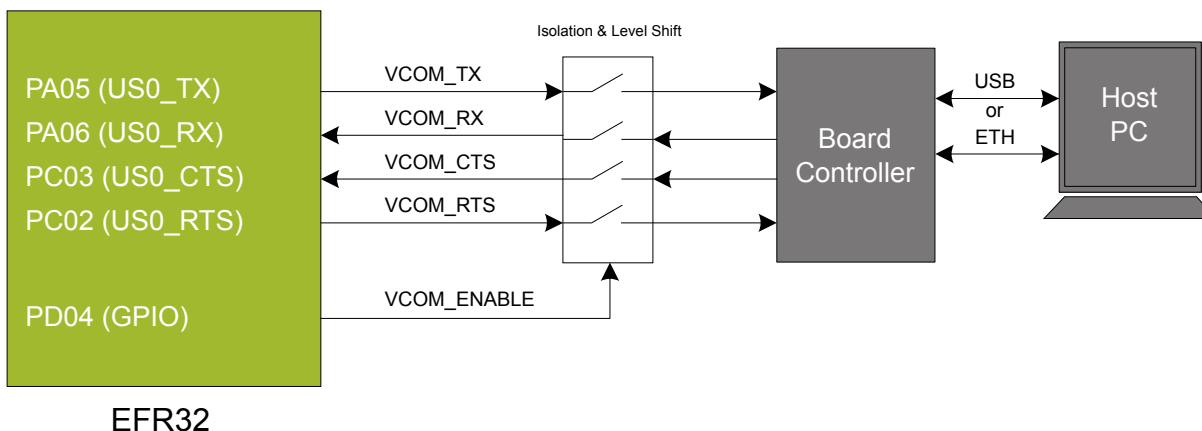 Isolation & Level Shift
PA05 (US0_TX)
VCOM_TX
PA06 (US0_RX)
VCOM_RX
PC03 (US0_CTS)
VCOM_CTS
PC02 (US0_RTS)
VCOM_RTS
PD04 (GPIO)
VCOM_ENABLE
Board
Controller
USB
or
ETH
Host
PC
EFR32